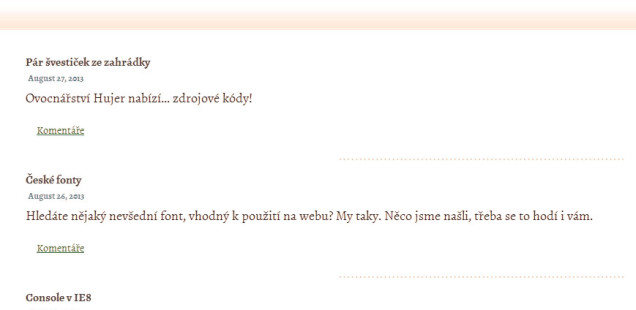 Pár švestiček ze zahrádky
August 27, 2013
Ovocnářství Hujer nabízí... zdrojové kódy!
Komentáře
České fonty
August 26, 2013
Hledáte nějaký nevšední font, vhodný k použití na webu? My taky. Něco jsme našli, třeba se to hodí i vám.
Komentáře
Console v IE8